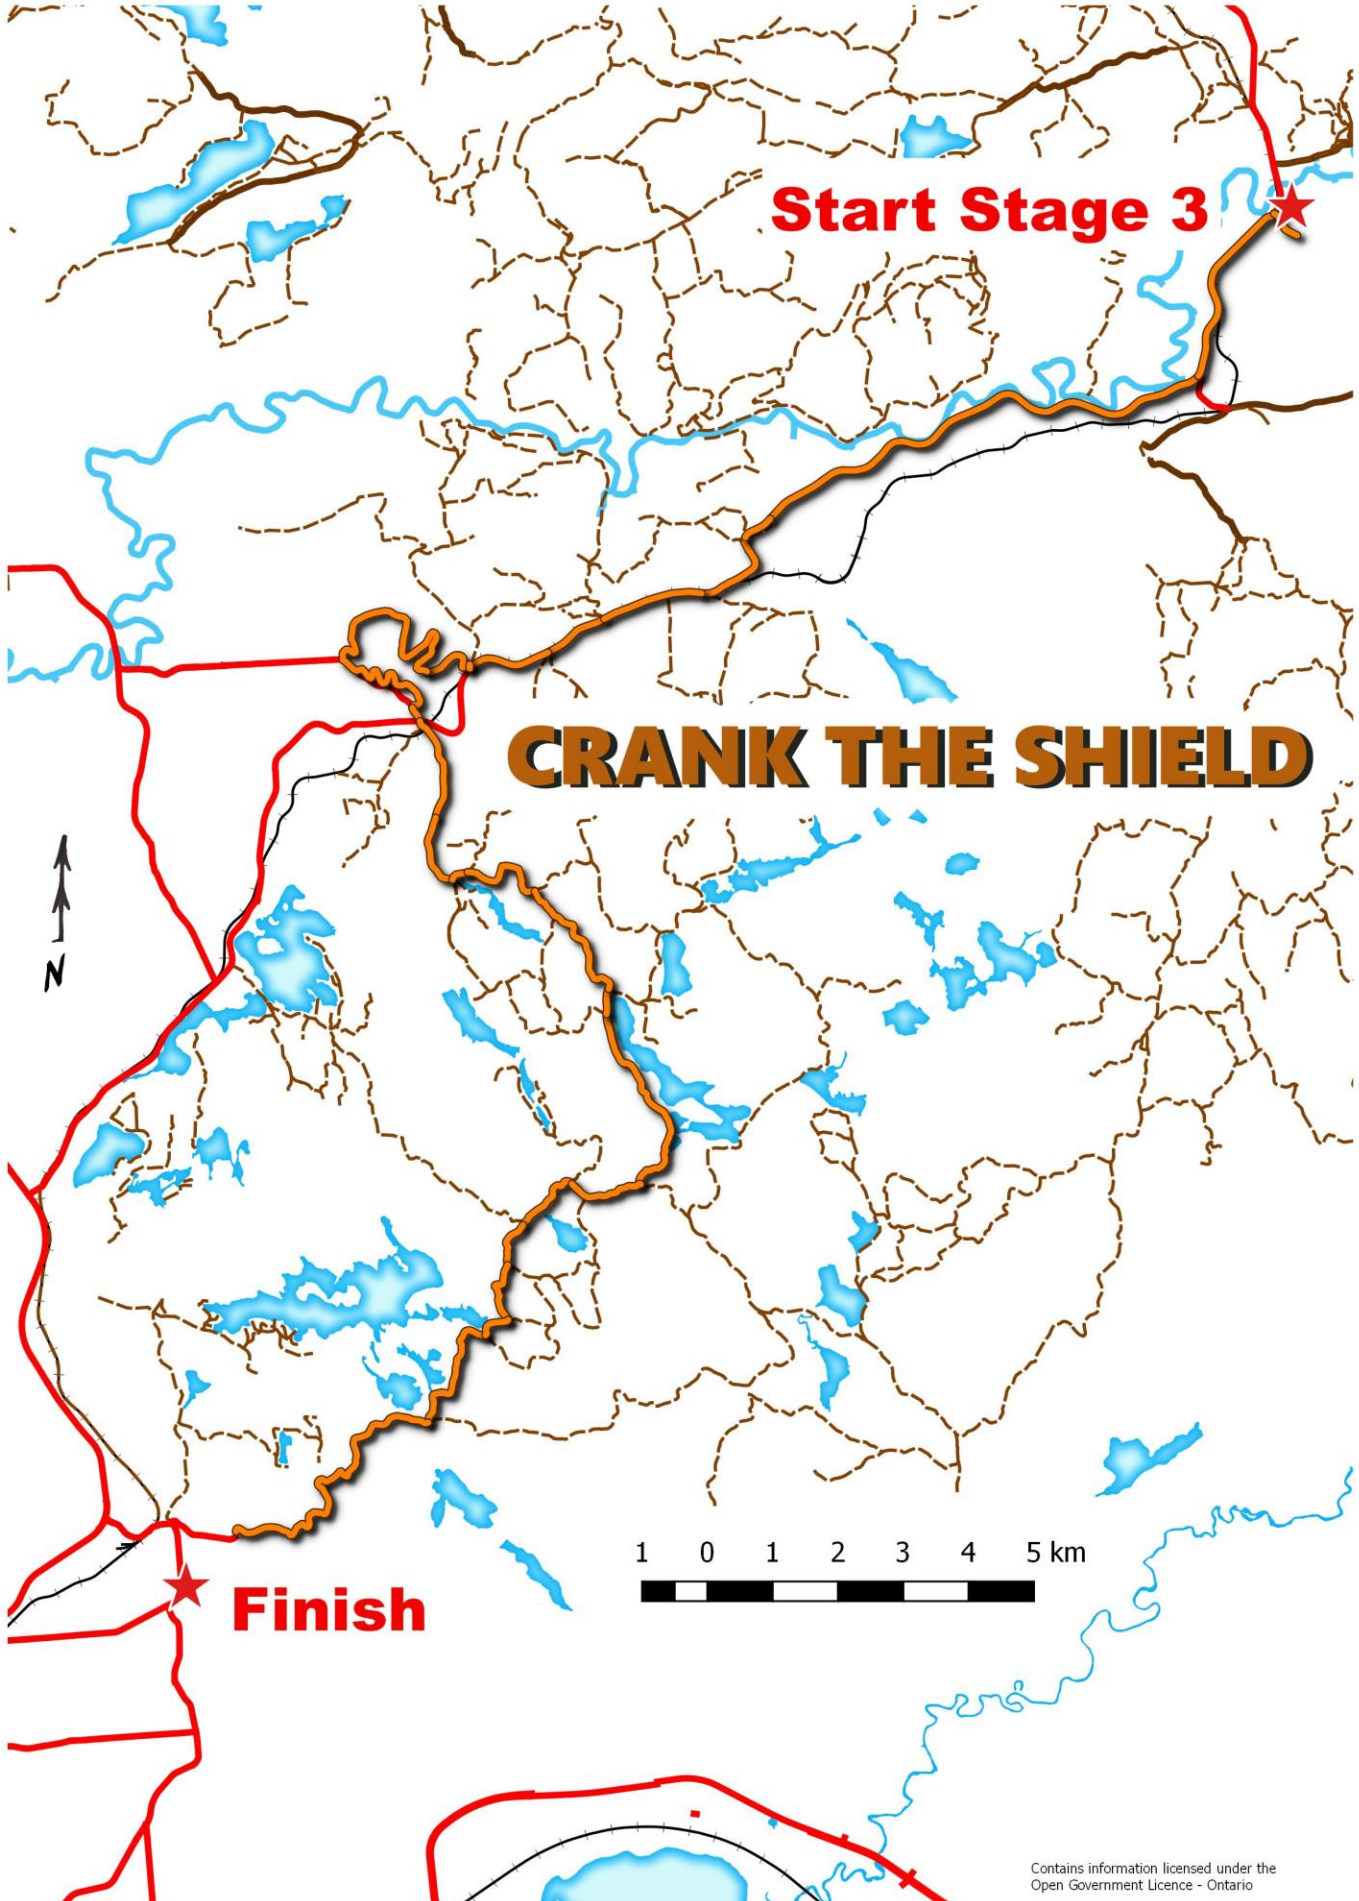 Start Stage 3
CRANK THE SHIELD
N
1 0 1 2 3 4 5 km
Finish
Contains information licensed under the
Open Government Licence - Ontario